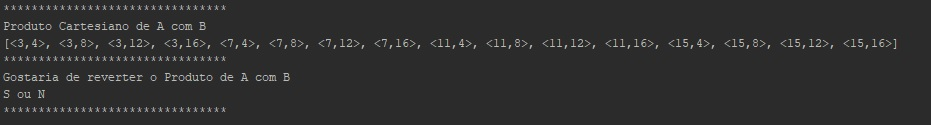 ********************************
Produto Cartesiano de A com B
[<3,4>, <3,8>, <3,12>, <3,16>, <7,4>, <7,8>, <7,12>, <7,16>, <11,4>, <11,8>, <11,12>, <11,16>, <15,4>, <15,8>, <15,12>, <15,16>]
********************************
Gostaria de reverter o Produto de A com B
S ou N
********************************